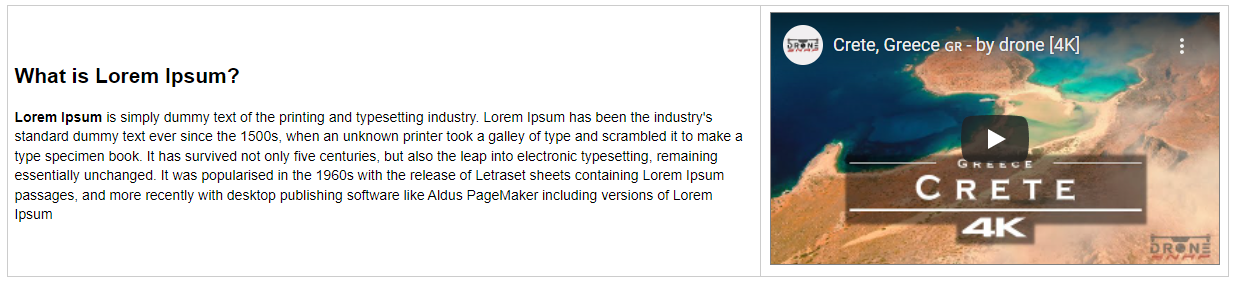 What is Lorem Ipsum?
Lorem Ipsum is simply dummy text of the printing and typesetting industry. Lorem Ipsum has been the industry's
standard dummy text ever since the 1500s, when an unknown printer took a galley of type and scrambled it to make a
type specimen book. It has survived not only five centuries, but also the leap into electronic typesetting, remaining
essentially unchanged. It was popularised in the 1960s with the release of Letraset sheets containing Lorem Ipsum
passages, and more recently with desktop publishing software like Aldus PageMaker including versions of Lorem
Ipsum
DRONE
SNAP
Crete, Greece GR - by drone [4K]
GREECE
CRETE
4K
DRONE
SNAP